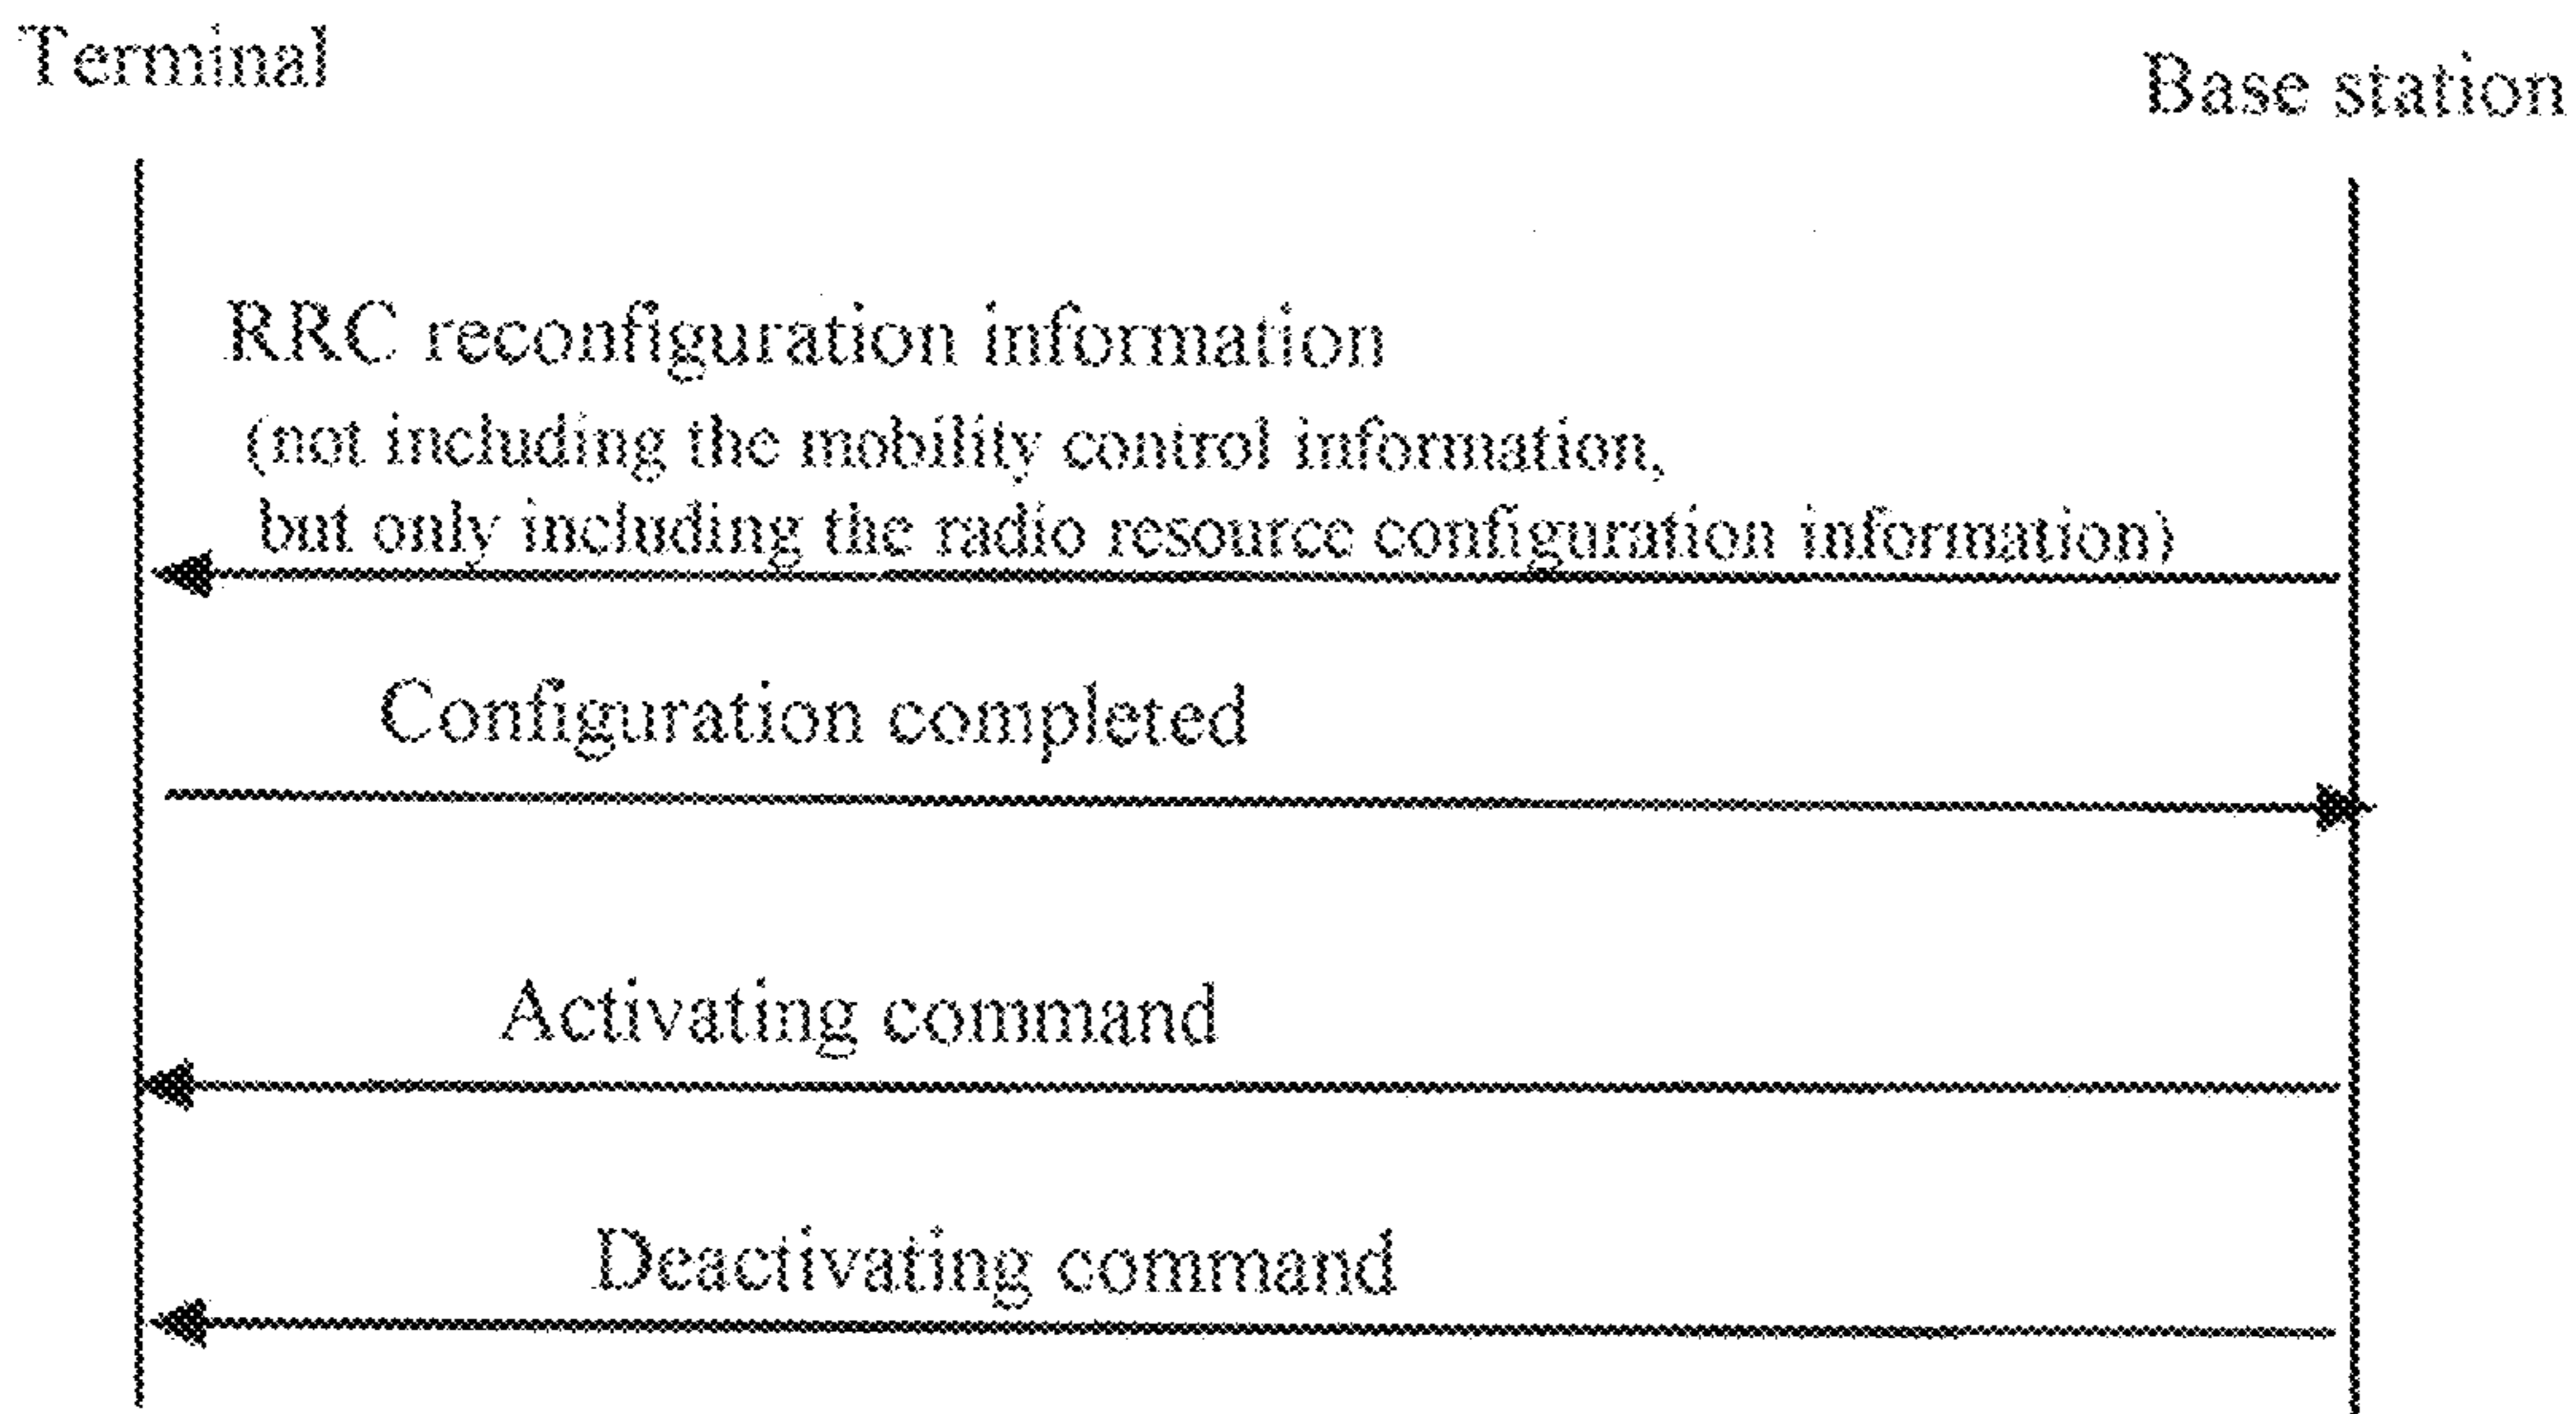 Terminal
Base station
RRC reconfiguration information
(not including the mobility control information,
but only including the radio resource configuration information)
Configuration completed
Activating command
Deactivating command